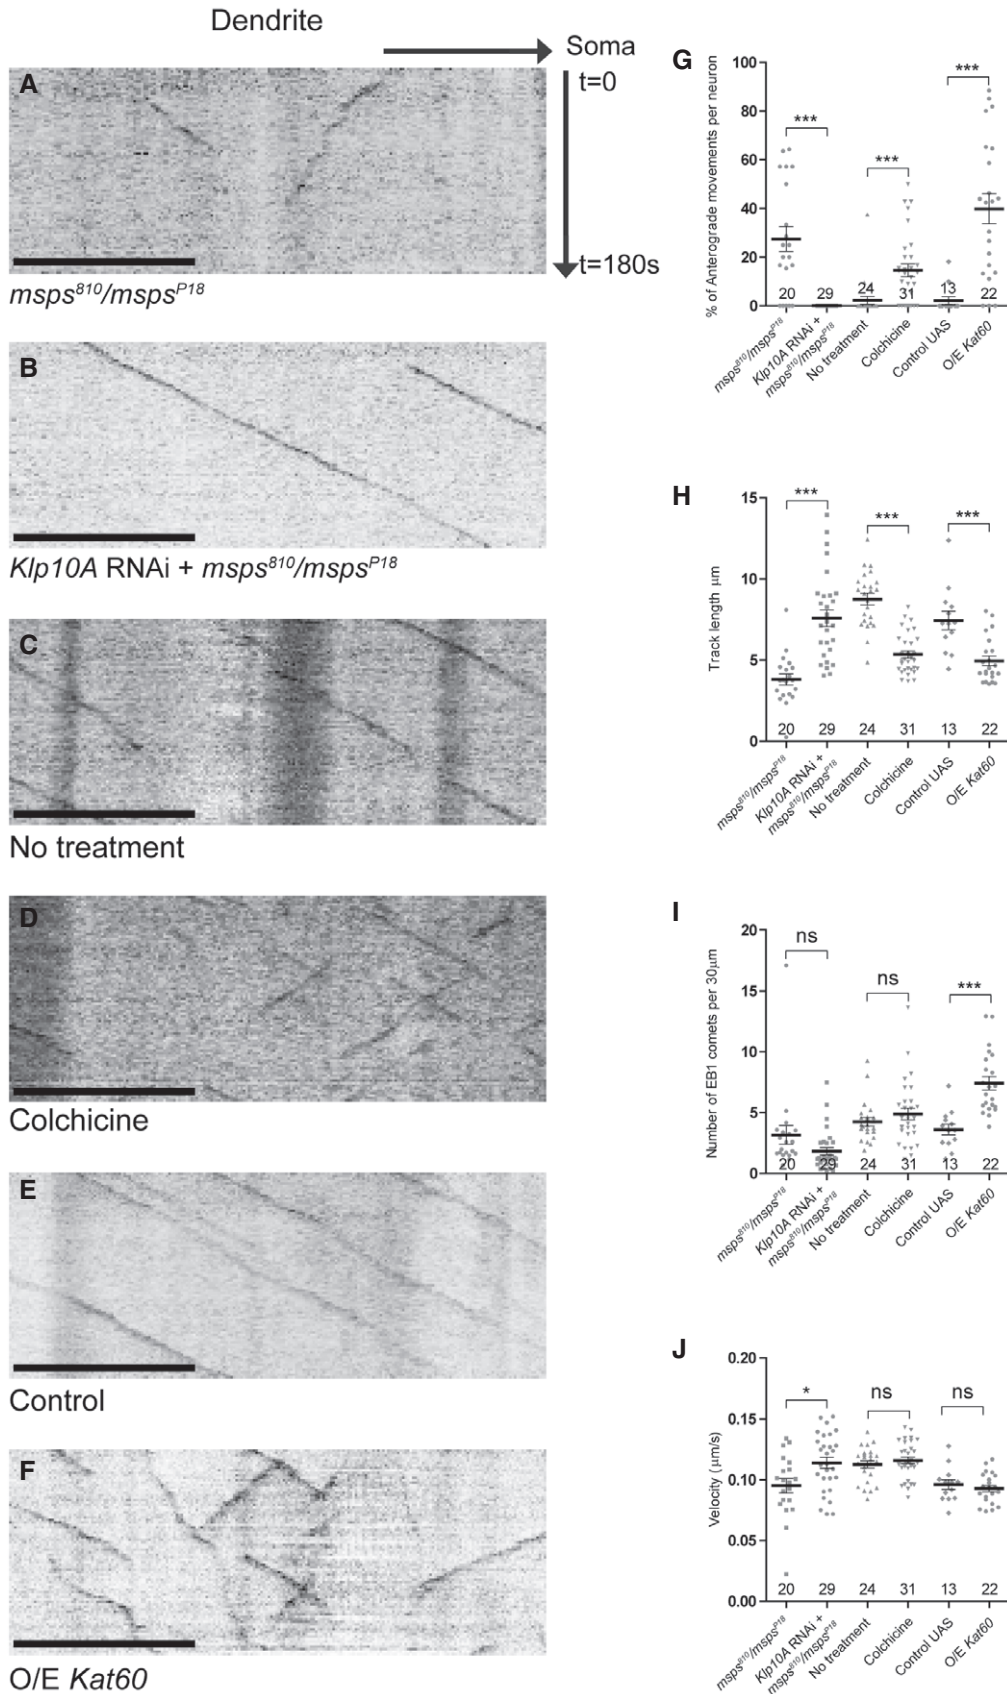 Dendrite
Soma
t=0
t=180s
A
msps810/mspsP18
B
Klp10A RNAi + msps810/mspsP18
C
No treatment
D
Colchicine
E
Control
F
O/E Kat60
G
% of Anterograde movements per neuron
100
80
60
40
20
0
***
***
***
20 29 24 31 13 22
msps810/mspsP18
Klp10A RNAi +
msps810/mspsP18
No treatment
Colchicine
Control UAS
O/E Kat60
H
Track length μm
15
10
5
0
***
***
***
20 29 24 31 13 22
msps810/mspsP18
Klp10A RNAi +
msps810/mspsP18
No treatment
Colchicine
Control UAS
O/E Kat60
I
Number of EB1 comets per 30μm
20
15
10
5
0
ns
ns
***
20 29 24 31 13 22
msps810/mspsP18
Klp10A RNAi +
msps810/mspsP18
No treatment
Colchicine
Control UAS
O/E Kat60
J
Velocity (μm/s)
0.20
0.15
0.10
0.05
0.00
*
ns
ns
20 29 24 31 13 22
msps810/mspsP18
Klp10A RNAi +
msps810/mspsP18
No treatment
Colchicine
Control UAS
O/E Kat60